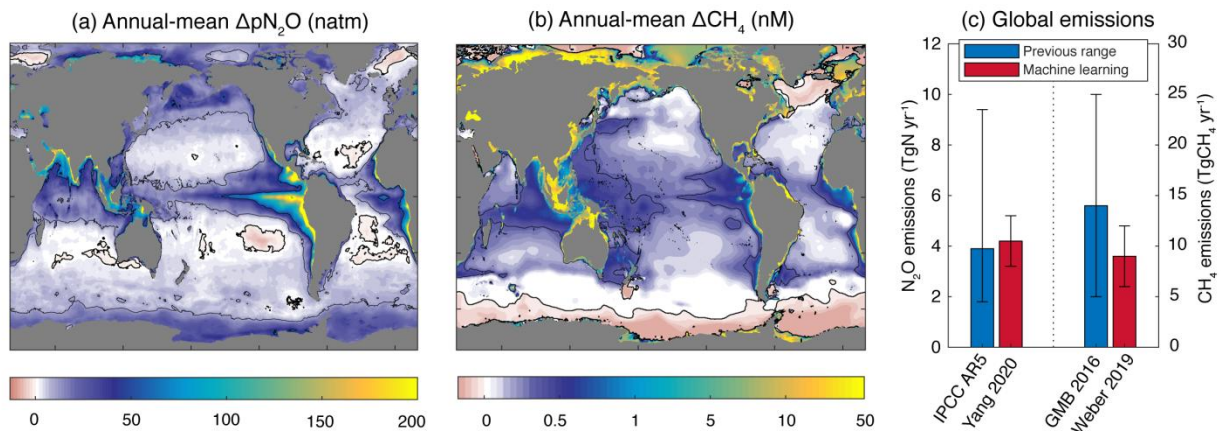 (a) Annual-mean ΔpN₂O (natm)
0 50 100 150 200
(b) Annual-mean ΔCH₄ (nM)
0 0.5 1 5 10 50
(c) Global emissions
Previous range
Machine learning
N₂O emissions (TgN yr⁻¹)
12
10
8
6
4
2
0
CH₄ emissions (TgCH₄ yr⁻¹)
30
25
20
15
10
5
0
IPCC AR5
Yang 2020
GMB 2016
Weber 2019